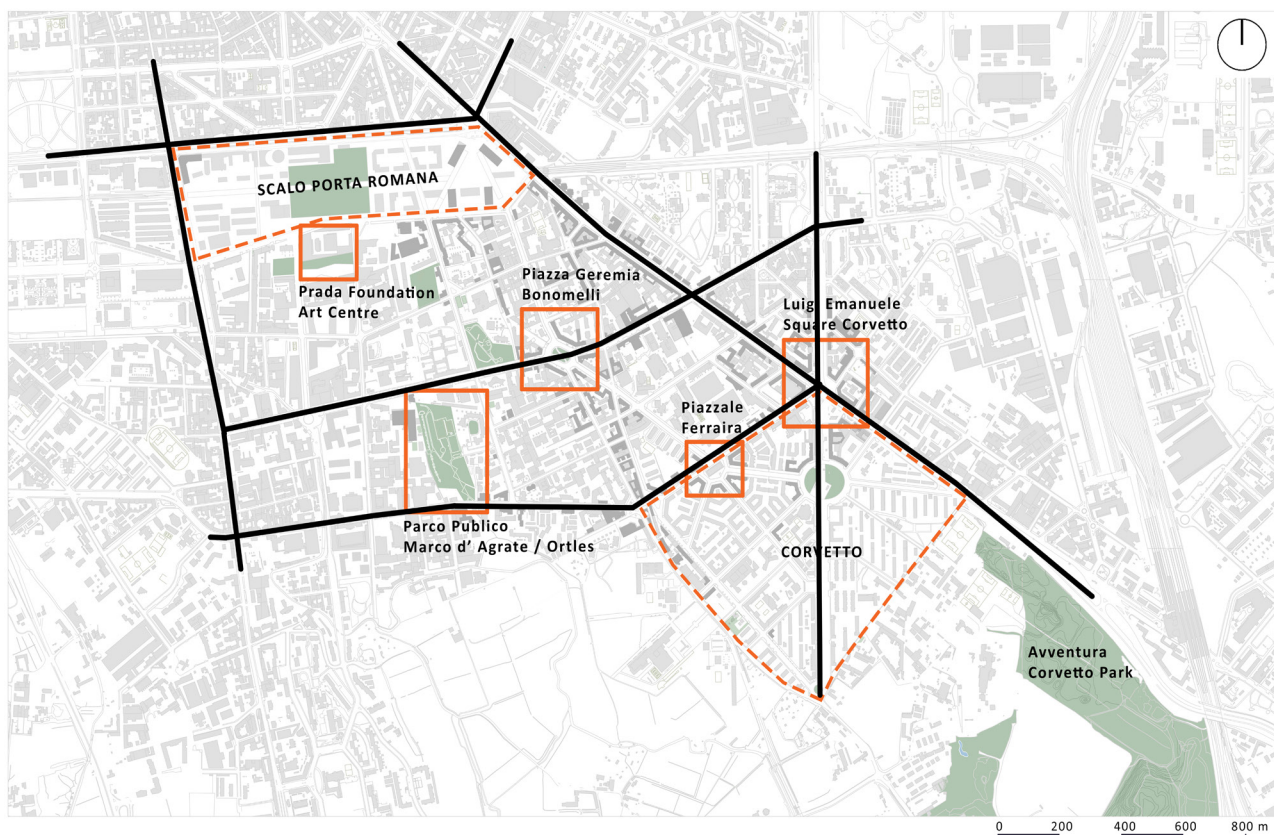 SCALO PORTA ROMANA
Prada Foundation
Art Centre
Piazza Geremia
Bonomelli
Luigi Emanuele
Square Corvetto
Piazzale
Ferraira
Parco Publico
Marco d' Agrate / Ortles
CORVETTO
Avventura
Corvetto Park
0 200 400 600 800 m